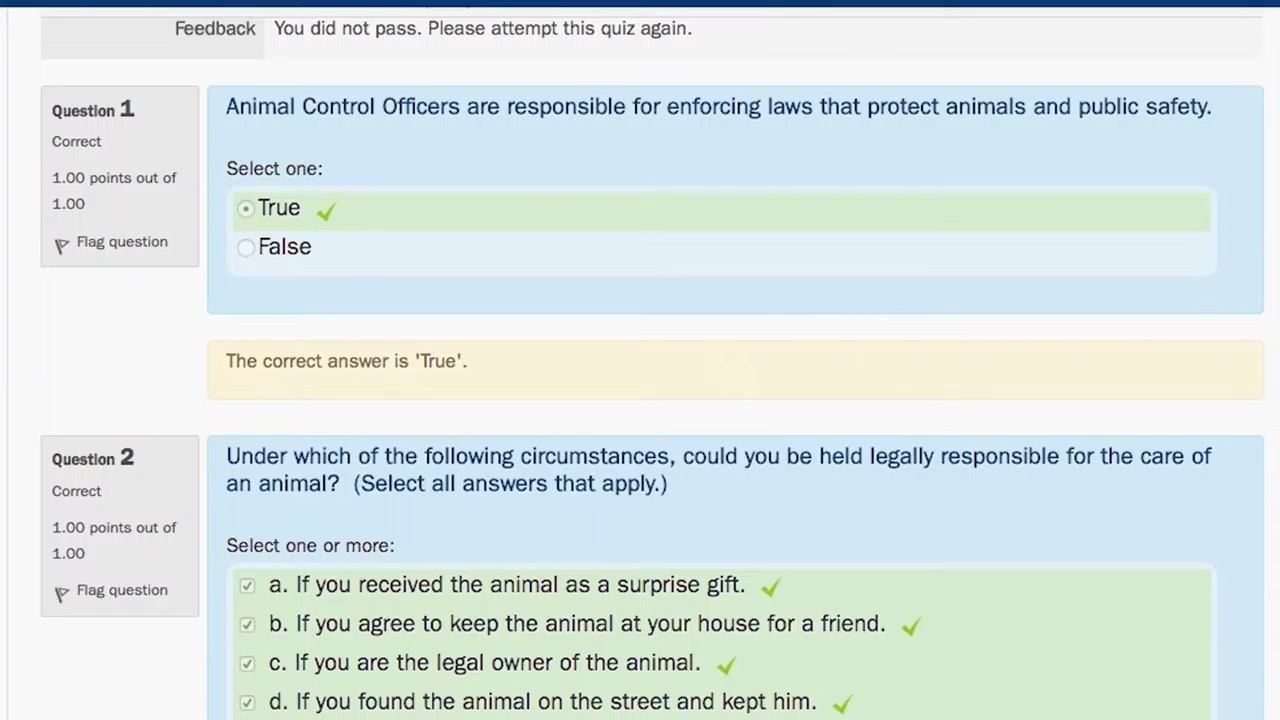 Feedback You did not pass. Please attempt this quiz again.
Question 1
Correct
1.00 points out of
1.00
Flag question
Animal Control Officers are responsible for enforcing laws that protect animals and public safety.
Select one:
True
False
The correct answer is 'True'.
Question 2
Correct
1.00 points out of
1.00
Flag question
Under which of the following circumstances, could you be held legally responsible for the care of
an animal? (Select all answers that apply.)
Select one or more:
a. If you received the animal as a surprise gift.
b. If you agree to keep the animal at your house for a friend.
c. If you are the legal owner of the animal.
d. If you found the animal on the street and kept him.